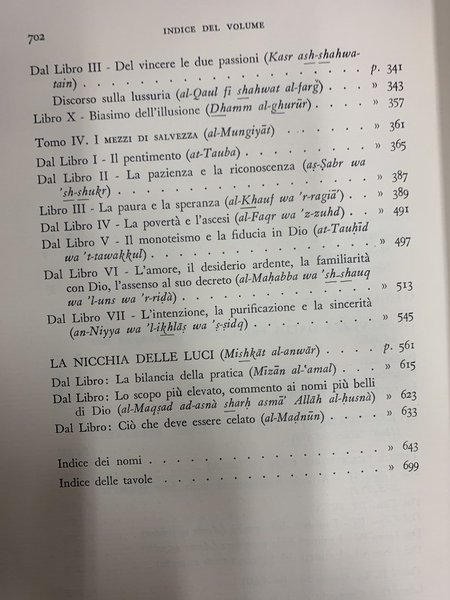 702 INDICE DEL VOLUME
Dal Libro III - Del vincere le due passioni (Kasr ash-shahwa-
tain) . . . . . . . . . . . . . . . . . p. 341
Discorso sulla lussuria (al-Qaul fī shahwat al-farǧ) . . . » 343
Libro X - Biasimo dell'illusione (Dhamm al-ghurūr) . . . . » 357
Tomo IV. I MEZZI DI SALVEZZA (al-Mungiyāt) . . . . . » 361
Dal Libro I - Il pentimento (at-Tauba) . . . . . . . . » 365
Dal Libro II - La pazienza e la riconoscenza (aṣ-Ṣabr wa
'sh-shukr) . . . . . . . . . . . . . . . » 387
Libro III - La paura e la speranza (al-Khauf wa 'r-ragiā') . . » 389
Dal Libro IV - La povertà e l'ascesi (al-Faqr wa 'z-zuhd) . . » 491
Dal Libro V - Il monoteismo e la fiducia in Dio (at-Tauḥīd
wa 't-tawakkul) . . . . . . . . . . . . . » 497
Dal Libro VI - L'amore, il desiderio ardente, la familiarità
con Dio, l'assenso al suo decreto (al-Maḥabba wa 'sh-shauq
wa 'l-uns wa 'r-riḍà) . . . . . . . . . . . » 513
Dal Libro VII - L'intenzione, la purificazione e la sincerità
(an-Niyya wa 'l-ikhlāṣ wa 'ṣ-ṣidq) . . . . . . . » 545
LA NICCHIA DELLE LUCI (Mishkāt al-anwār) . . . . . p. 561
Dal Libro: La bilancia della pratica (Mīzān al-'amal) . . . . » 615
Dal Libro: Lo scopo più elevato, commento ai nomi più belli
di Dio (al-Maqṣad ad-asnà sharḥ asmā' Allāh al-ḥusnà) » 623
Dal Libro: Ciò che deve essere celato (al-Maḍnūn) . . . . » 633
Indice dei nomi . . . . . . . . . . . . . . » 643
Indice delle tavole . . . . . . . . . . . . . » 699